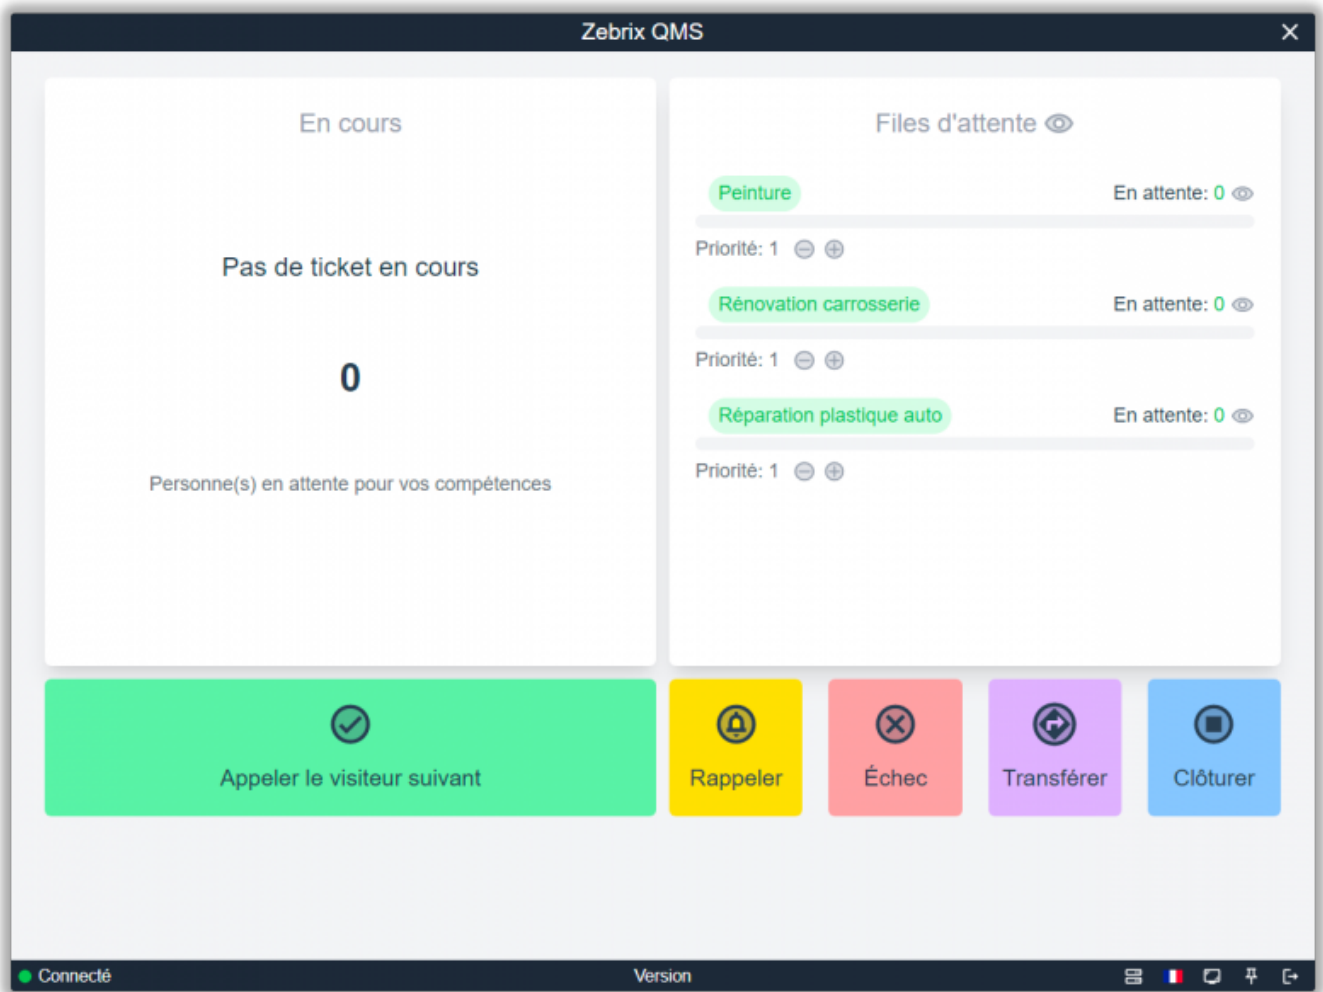 Zebrix QMS
En cours
Pas de ticket en cours
0
Personne(s) en attente pour vos compétences
Files d'attente
Peinture
En attente: 0
Priorité: 1
Rénovation carrosserie
En attente: 0
Priorité: 1
Réparation plastique auto
En attente: 0
Priorité: 1
Appeler le visiteur suivant
Rappeler
Échec
Transférer
Clôturer
Connecté
Version